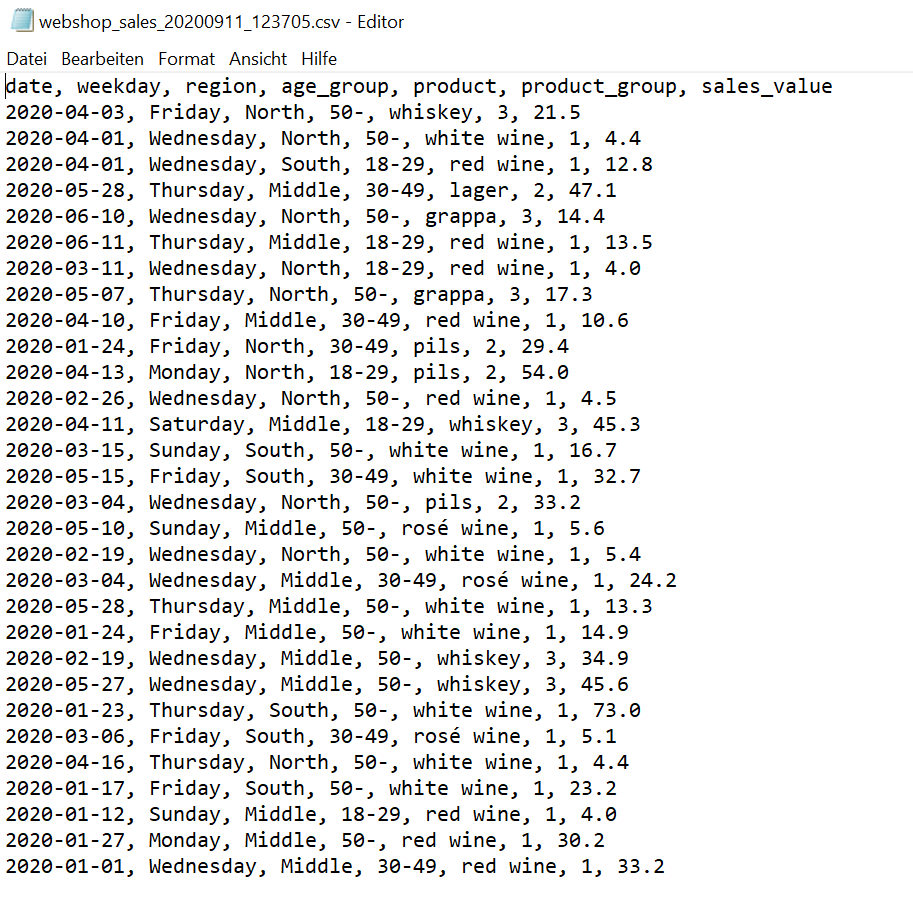 webshop_sales_20200911_123705.csv - Editor
Datei Bearbeiten Format Ansicht Hilfe
date, weekday, region, age_group, product, product_group, sales_value
2020-04-03, Friday, North, 50-, whiskey, 3, 21.5
2020-04-01, Wednesday, North, 50-, white wine, 1, 4.4
2020-04-01, Wednesday, South, 18-29, red wine, 1, 12.8
2020-05-28, Thursday, Middle, 30-49, lager, 2, 47.1
2020-06-10, Wednesday, North, 50-, grappa, 3, 14.4
2020-06-11, Thursday, Middle, 18-29, red wine, 1, 13.5
2020-03-11, Wednesday, North, 18-29, red wine, 1, 4.0
2020-05-07, Thursday, North, 50-, grappa, 3, 17.3
2020-04-10, Friday, Middle, 30-49, red wine, 1, 10.6
2020-01-24, Friday, North, 30-49, pils, 2, 29.4
2020-04-13, Monday, North, 18-29, pils, 2, 54.0
2020-02-26, Wednesday, North, 50-, red wine, 1, 4.5
2020-04-11, Saturday, Middle, 18-29, whiskey, 3, 45.3
2020-03-15, Sunday, South, 50-, white wine, 1, 16.7
2020-05-15, Friday, South, 30-49, white wine, 1, 32.7
2020-03-04, Wednesday, North, 50-, pils, 2, 33.2
2020-05-10, Sunday, Middle, 50-, rosé wine, 1, 5.6
2020-02-19, Wednesday, North, 50-, white wine, 1, 5.4
2020-03-04, Wednesday, Middle, 30-49, rosé wine, 1, 24.2
2020-05-28, Thursday, Middle, 50-, white wine, 1, 13.3
2020-01-24, Friday, Middle, 50-, white wine, 1, 14.9
2020-02-19, Wednesday, Middle, 50-, whiskey, 3, 34.9
2020-05-27, Wednesday, Middle, 50-, whiskey, 3, 45.6
2020-01-23, Thursday, South, 50-, white wine, 1, 73.0
2020-03-06, Friday, South, 30-49, rosé wine, 1, 5.1
2020-04-16, Thursday, North, 50-, white wine, 1, 4.4
2020-01-17, Friday, South, 50-, white wine, 1, 23.2
2020-01-12, Sunday, Middle, 18-29, red wine, 1, 4.0
2020-01-27, Monday, Middle, 50-, red wine, 1, 30.2
2020-01-01, Wednesday, Middle, 30-49, red wine, 1, 33.2